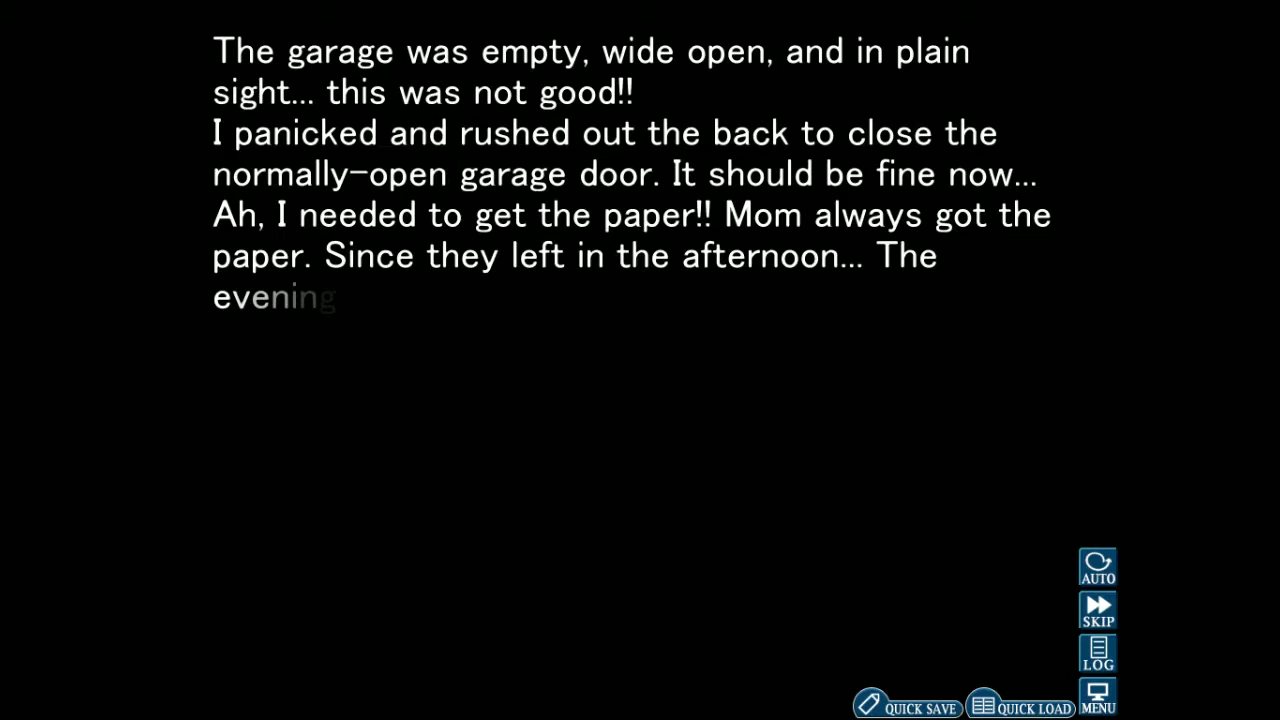 The garage was empty, wide open, and in plain
sight... this was not good!!
I panicked and rushed out the back to close the
normally-open garage door. It should be fine now...
Ah, I needed to get the paper!! Mom always got the
paper. Since they left in the afternoon... The
evening
AUTO
SKIP
LOG
MENU
QUICK SAVE
QUICK LOAD